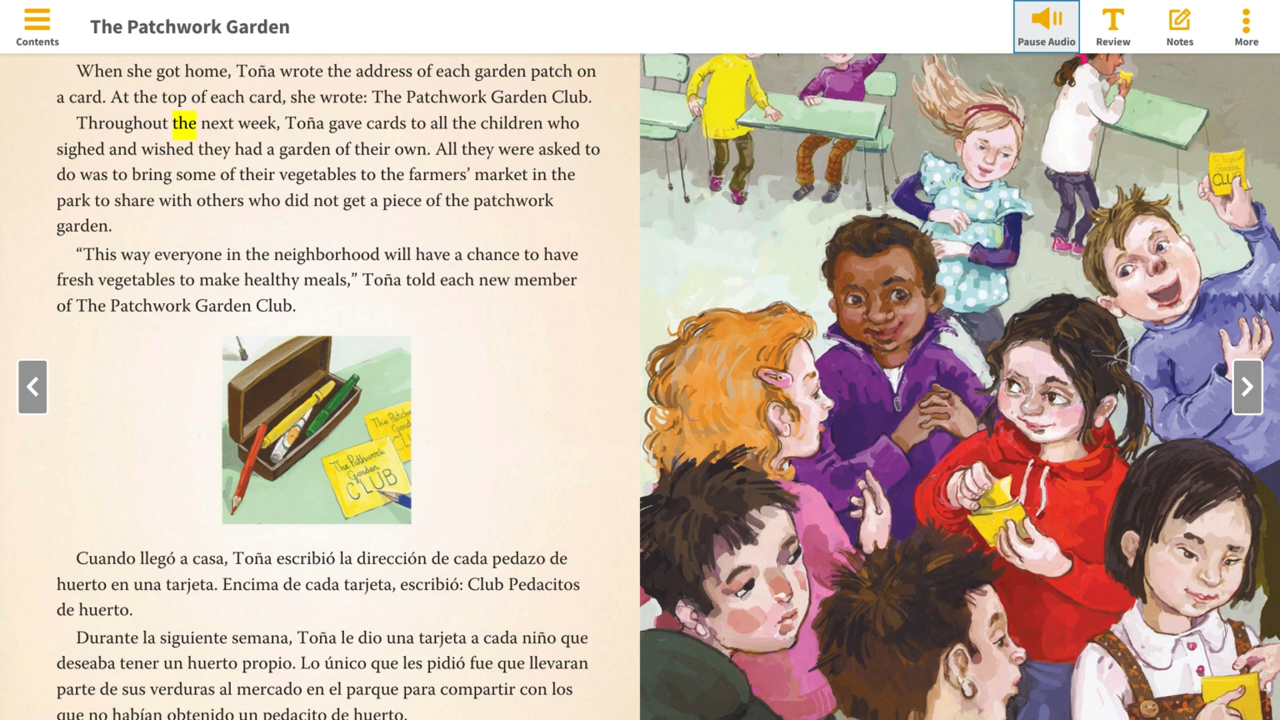 Contents
The Patchwork Garden
Pause Audio
Review
Notes
More
When she got home, Toña wrote the address of each garden patch on
a card. At the top of each card, she wrote: The Patchwork Garden Club.
Throughout the next week, Toña gave cards to all the children who
sighed and wished they had a garden of their own. All they were asked to
do was to bring some of their vegetables to the farmers’ market in the
park to share with others who did not get a piece of the patchwork
garden.
“This way everyone in the neighborhood will have a chance to have
fresh vegetables to make healthy meals,” Toña told each new member
of The Patchwork Garden Club.
The Patchwork
Garden
CLUB
Cuando llegó a casa, Toña escribió la dirección de cada pedazo de
huerto en una tarjeta. Encima de cada tarjeta, escribió: Club Pedacitos
de huerto.
Durante la siguiente semana, Toña le dio una tarjeta a cada niño que
deseaba tener un huerto propio. Lo único que les pidió fue que llevaran
parte de sus verduras al mercado en el parque para compartir con los
que no habían obtenido un pedacito de huerto.
CLUB